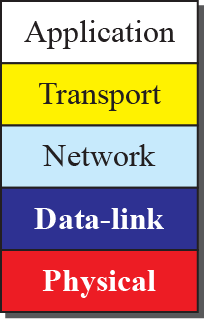 Application
Transport
Network
Data-link
Physical